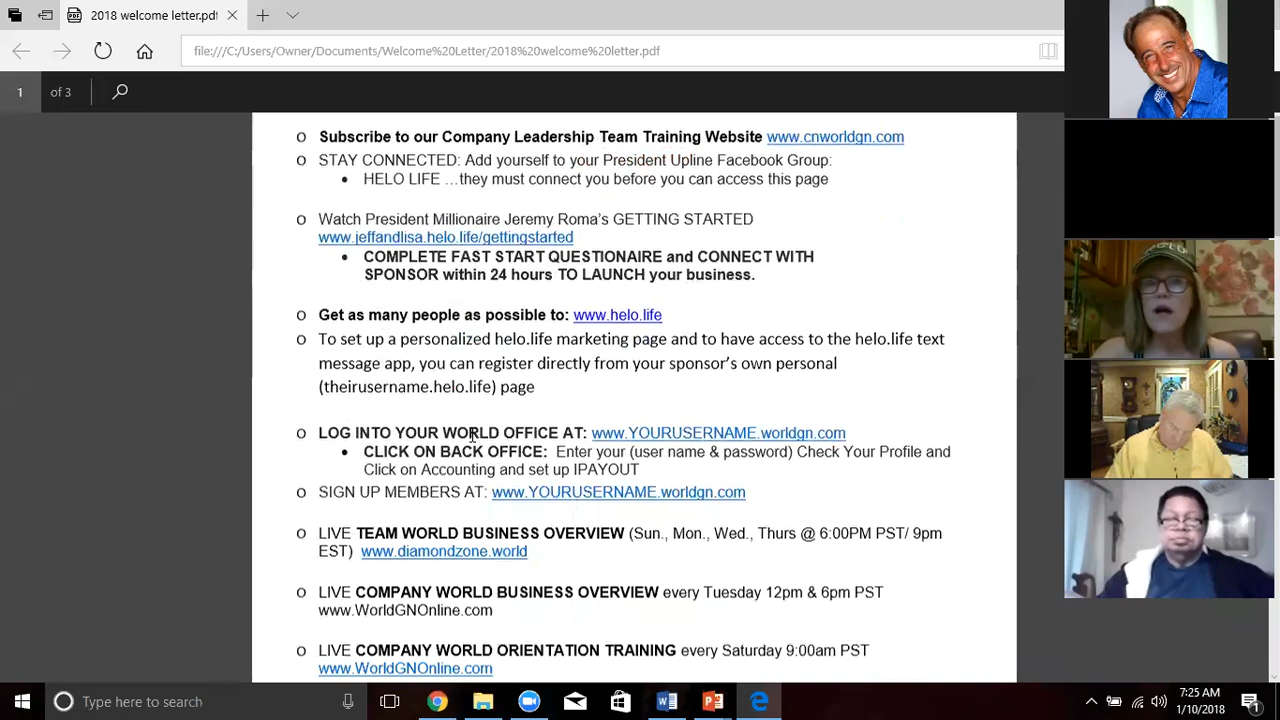 2018 welcome letter.pdf
file:///C:/Users/Owner/Documents/Welcome%20Letter/2018%20welcome%20letter.pdf
1 of 3
o Subscribe to our Company Leadership Team Training Website www.cnworldgn.com
o STAY CONNECTED: Add yourself to your President Upline Facebook Group:
• HELO LIFE ...they must connect you before you can access this page
o Watch President Millionaire Jeremy Roma's GETTING STARTED
www.jeffandlisa.helo.life/gettingstarted
• COMPLETE FAST START QUESTIONAIRE and CONNECT WITH
SPONSOR within 24 hours TO LAUNCH your business.
o Get as many people as possible to: www.helo.life
o To set up a personalized helo.life marketing page and to have access to the helo.life text
message app, you can register directly from your sponsor's own personal
(theirusername.helo.life) page
o LOG INTO YOUR WORLD OFFICE AT: www.YOURUSERNAME.worldgn.com
• CLICK ON BACK OFFICE: Enter your (user name & password) Check Your Profile and
Click on Accounting and set up IPAYOUT
o SIGN UP MEMBERS AT: www.YOURUSERNAME.worldgn.com
o LIVE TEAM WORLD BUSINESS OVERVIEW (Sun., Mon., Wed., Thurs @ 6:00PM PST/ 9pm
EST) www.diamondzone.world
o LIVE COMPANY WORLD BUSINESS OVERVIEW every Tuesday 12pm & 6pm PST
www.WorldGNOnline.com
o LIVE COMPANY WORLD ORIENTATION TRAINING every Saturday 9:00am PST
www.WorldGNOnline.com
Type here to search
7:25 AM
1/10/2018